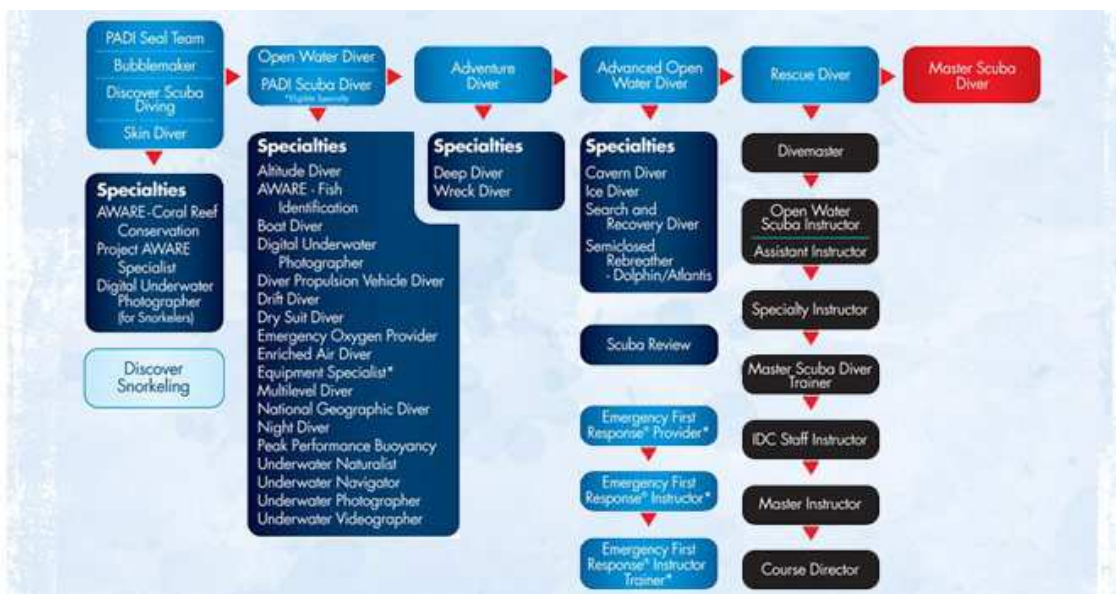 PADI Seal Team
Bubblemaker
Discover Scuba
Diving
Skin Diver
Specialties
AWARE - Coral Reef
Conservation
Project AWARE
Specialist
Digital Underwater
Photographer
(for Snorkelers)
Discover
Snorkeling
Open Water Diver
PADI Scuba Diver
*Eligible Specialty
Specialties
Altitude Diver
AWARE - Fish
Identification
Boat Diver
Digital Underwater
Photographer
Diver Propulsion Vehicle Diver
Drift Diver
Dry Suit Diver
Emergency Oxygen Provider
Enriched Air Diver
Equipment Specialist*
Multilevel Diver
National Geographic Diver
Night Diver
Peak Performance Buoyancy
Underwater Naturalist
Underwater Navigator
Underwater Photographer
Underwater Videographer
Adventure
Diver
Specialties
Deep Diver
Wreck Diver
Advanced Open
Water Diver
Specialties
Cavern Diver
Ice Diver
Search and
Recovery Diver
Semiclosed
Rebreather
- Dolphin/Atlantis
Scuba Review
Emergency First
Response® Provider*
Emergency First
Response® Instructor*
Emergency First
Response® Instructor
Trainer*
Rescue Diver
Divemaster
Open Water
Scuba Instructor
Assistant Instructor
Specialty Instructor
Master Scuba Diver
Trainer
IDC Staff Instructor
Master Instructor
Course Director
Master Scuba
Diver